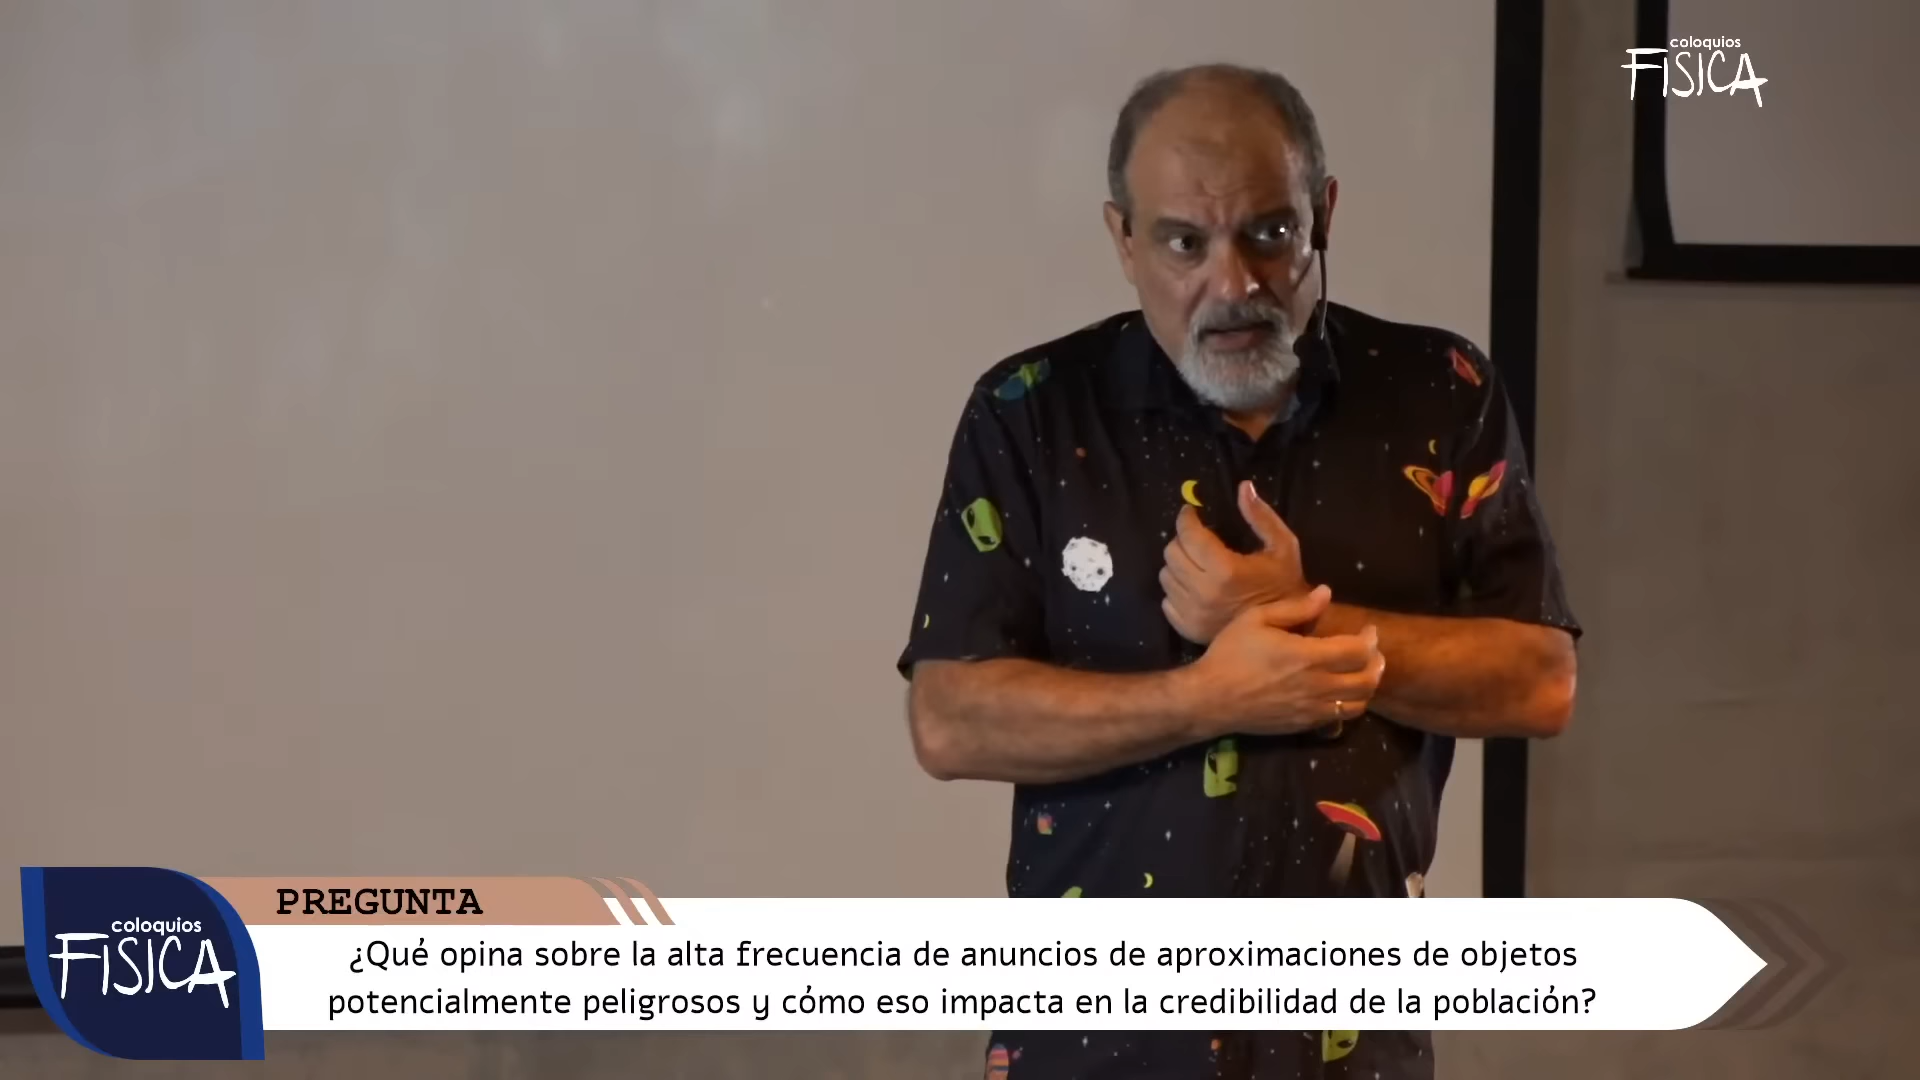 coloquios
FISICA
PREGUNTA
coloquios
FISICA
¿Qué opina sobre la alta frecuencia de anuncios de aproximaciones de objetos
potencialmente peligrosos y cómo eso impacta en la credibilidad de la población?